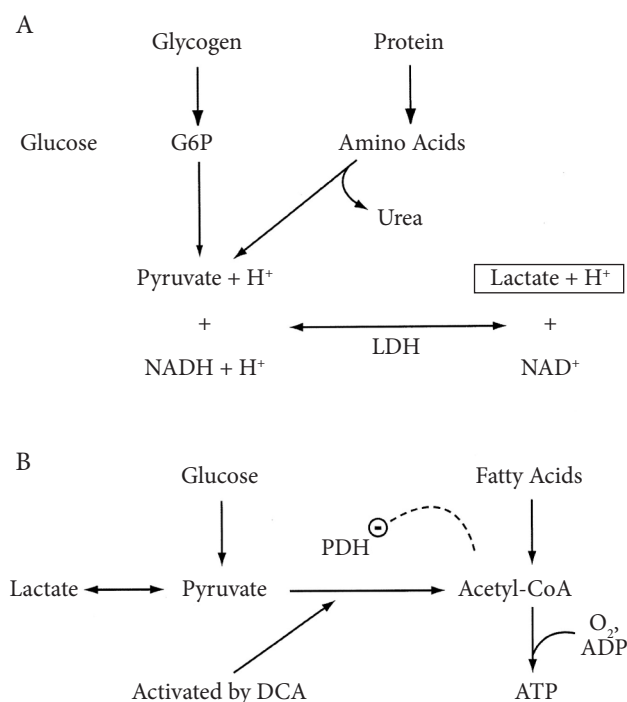 A
Glycogen Protein
Glucose G6P Amino Acids
Urea
Pyruvate + H⁺ Lactate + H⁺
+ +
LDH
NADH + H⁺ NAD⁺
B
Glucose Fatty Acids
-
PDH
Lactate Pyruvate Acetyl-CoA
O₂,
ADP
Activated by DCA ATP